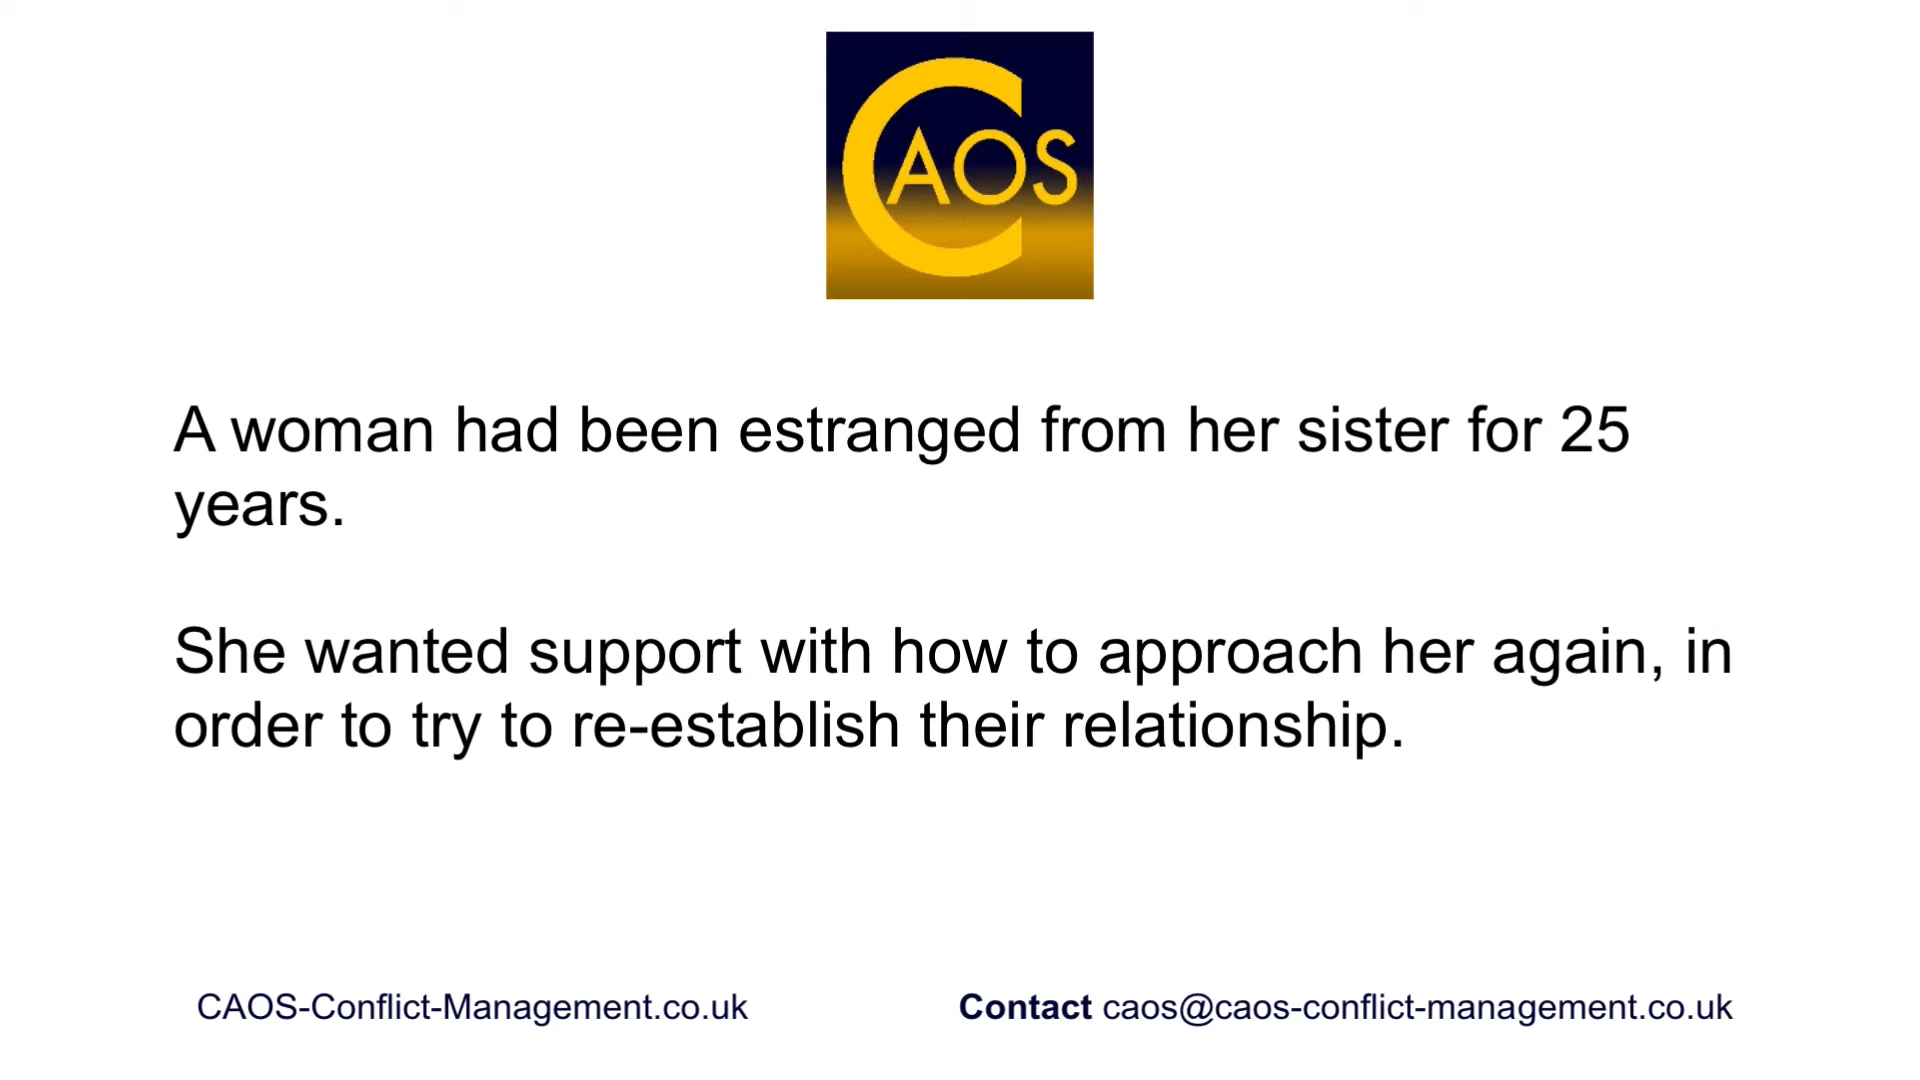 CAOS
A woman had been estranged from her sister for 25
years.
She wanted support with how to approach her again, in
order to try to re-establish their relationship.
CAOS-Conflict-Management.co.uk
Contact caos@caos-conflict-management.co.uk